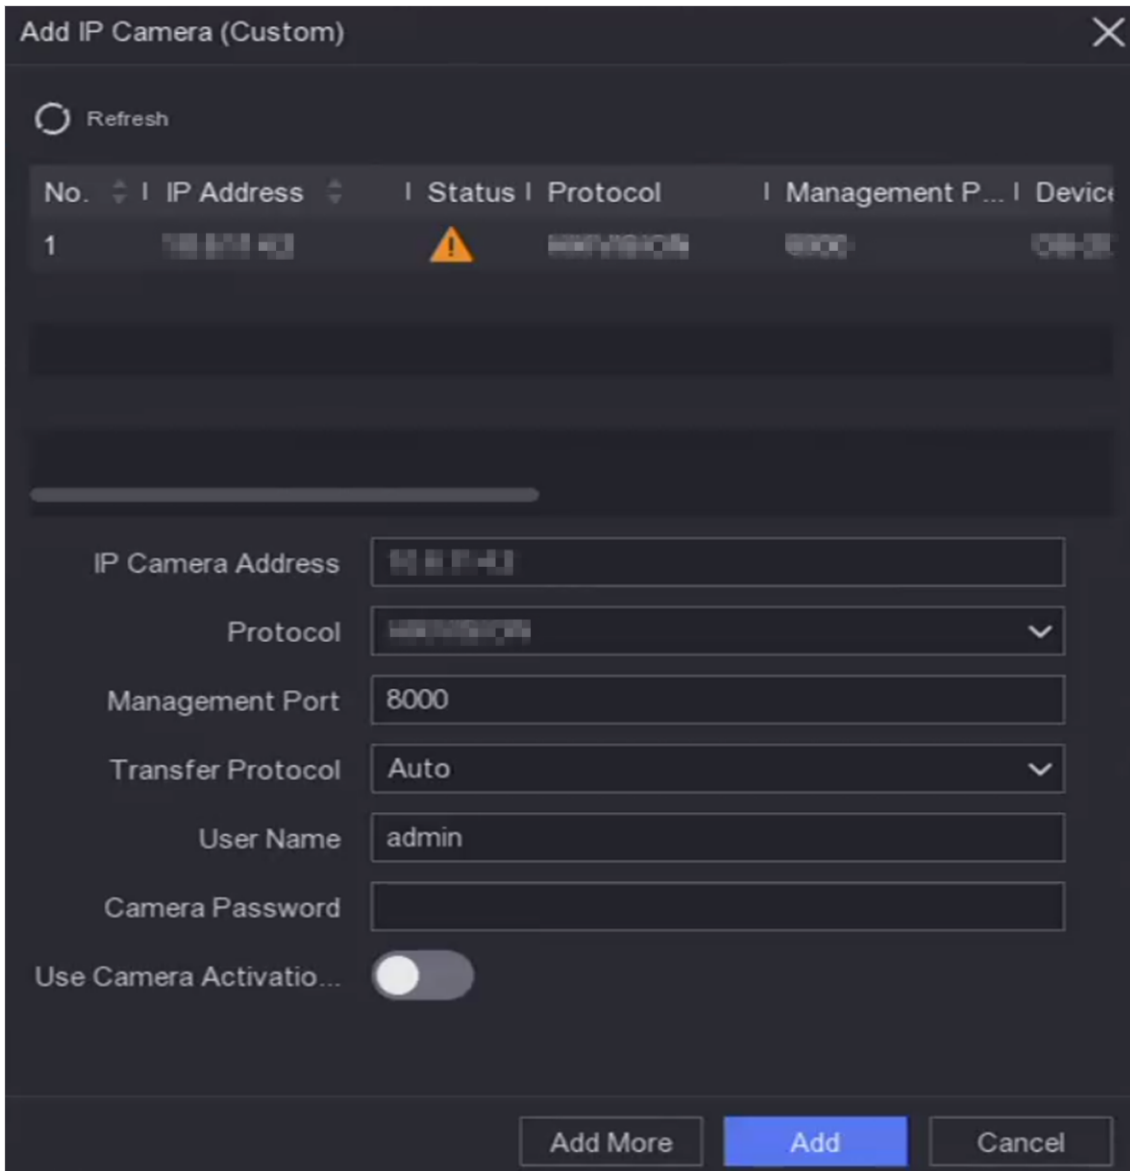 Add IP Camera (Custom)
Refresh
No. IP Address Status Protocol Management P... Device
1
IP Camera Address
Protocol
Management Port 8000
Transfer Protocol Auto
User Name admin
Camera Password
Use Camera Activatio...
Add More Add Cancel